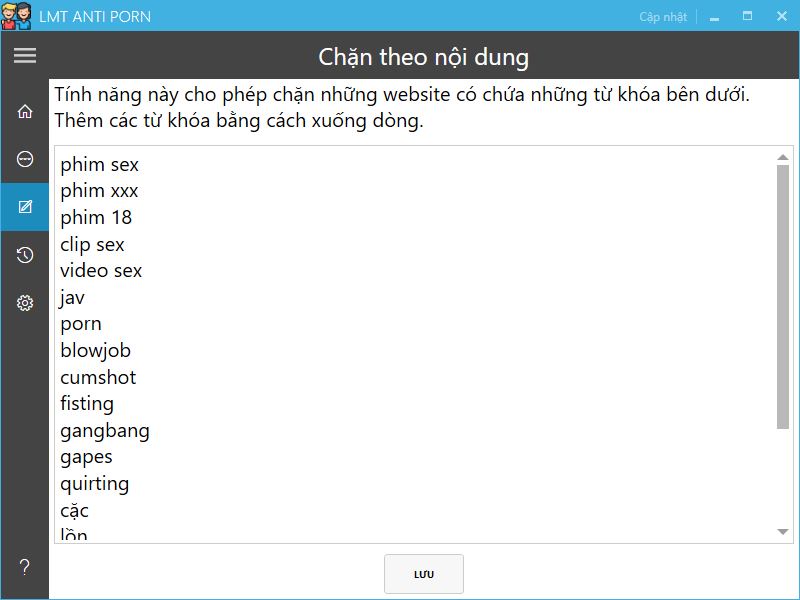 LMT ANTI PORN
Cập nhật
Chặn theo nội dung
Tính năng này cho phép chặn những website có chứa những từ khóa bên dưới.
Thêm các từ khóa bằng cách xuống dòng.
phim sex
phim xxx
phim 18
clip sex
video sex
jav
porn
blowjob
cumshot
fisting
gangbang
gapes
quirting
cặc
lồn
LƯU
?